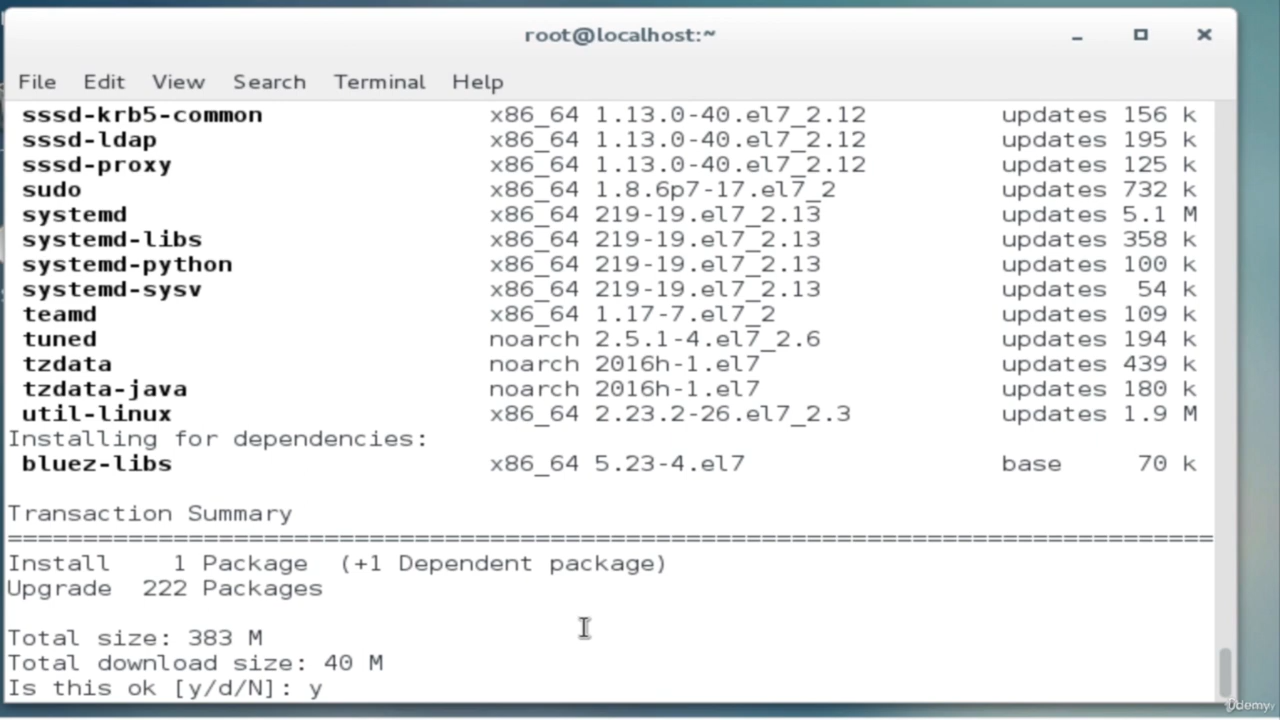 root@localhost:~
File Edit View Search Terminal Help
sssd-krb5-common x86_64 1.13.0-40.el7_2.12 updates 156 k
sssd-ldap x86_64 1.13.0-40.el7_2.12 updates 195 k
sssd-proxy x86_64 1.13.0-40.el7_2.12 updates 125 k
sudo x86_64 1.8.6p7-17.el7_2 updates 732 k
systemd x86_64 219-19.el7_2.13 updates 5.1 M
systemd-libs x86_64 219-19.el7_2.13 updates 358 k
systemd-python x86_64 219-19.el7_2.13 updates 100 k
systemd-sysv x86_64 219-19.el7_2.13 updates 54 k
teamd x86_64 1.17-7.el7_2 updates 109 k
tuned noarch 2.5.1-4.el7_2.6 updates 194 k
tzdata noarch 2016h-1.el7 updates 439 k
tzdata-java noarch 2016h-1.el7 updates 180 k
util-linux x86_64 2.23.2-26.el7_2.3 updates 1.9 M
Installing for dependencies:
bluez-libs x86_64 5.23-4.el7 base 70 k
Transaction Summary
================================================================================
Install 1 Package (+1 Dependent package)
Upgrade 222 Packages
Total size: 383 M
Total download size: 40 M
Is this ok [y/d/N]: y
Udemy